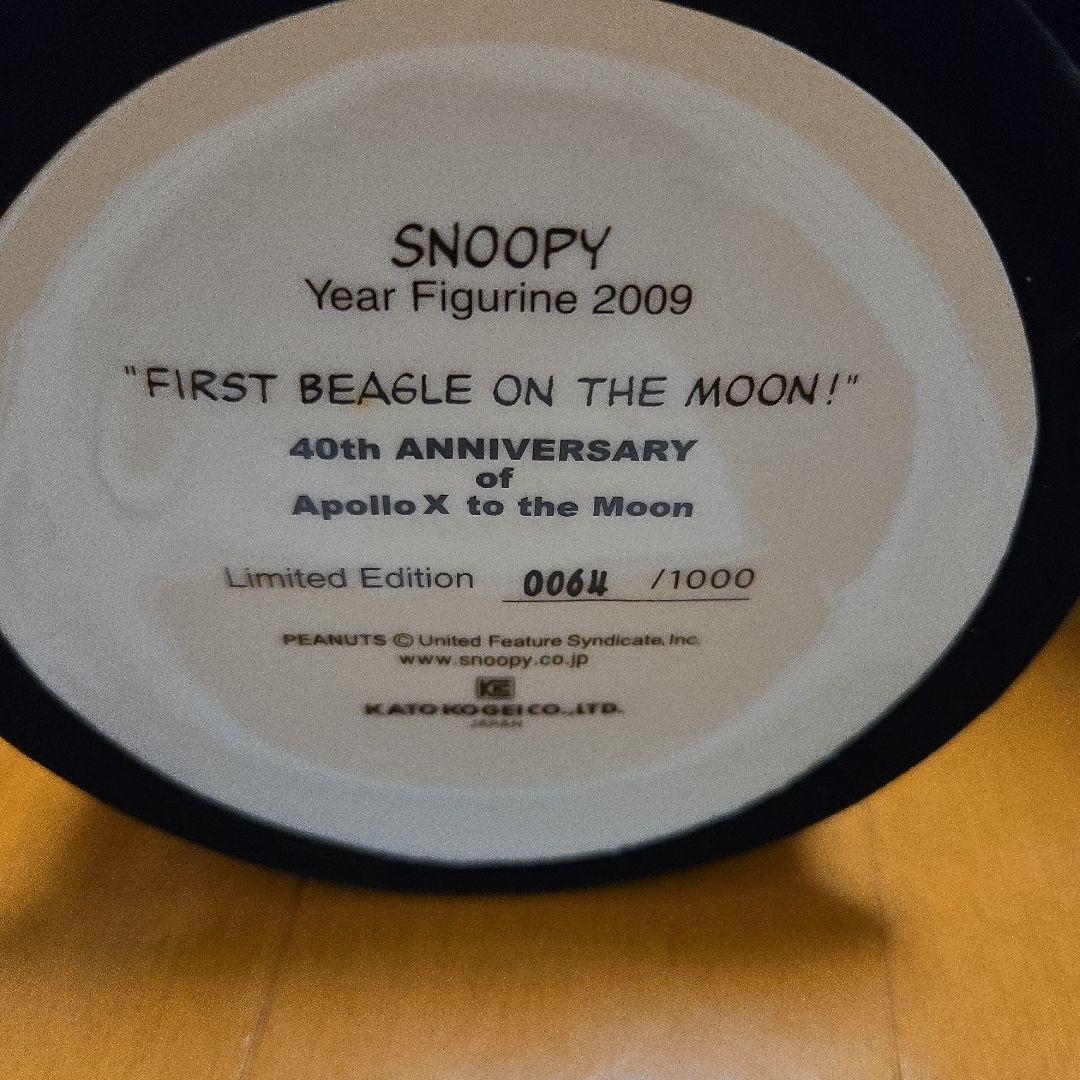 SNOOPY
Year Figurine 2009
"FIRST BEAGLE ON THE MOON!"
40th ANNIVERSARY
of
Apollo X to the Moon
Limited Edition 0064 /1000
PEANUTS © United Feature Syndicate, Inc.
www.snoopy.co.jp
KATO KOGEI CO.,LTD.
JAPAN